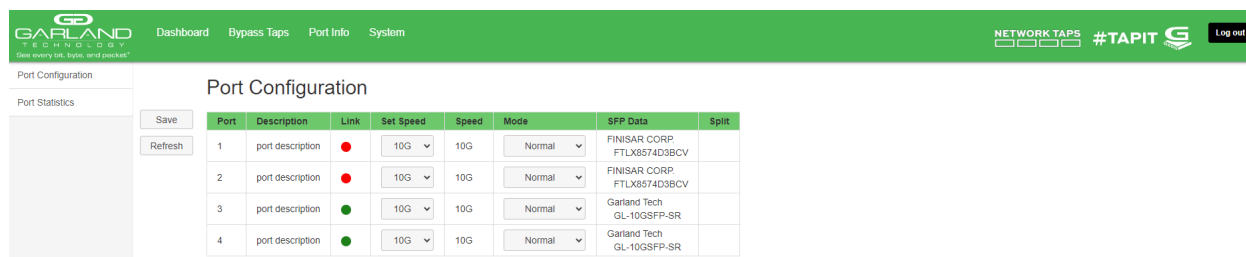 GARLAND
TECHNOLOGY
See every bit, byte, and packet®
Dashboard Bypass Taps Port Info System
NETWORK TAPS
#TAPIT
Log out
Port Configuration
Port Statistics
Port Configuration
Save
Refresh
Port Description Link Set Speed Speed Mode SFP Data Split
1 port description 10G 10G Normal FINISAR CORP.
FTLX8574D3BCV
2 port description 10G 10G Normal FINISAR CORP.
FTLX8574D3BCV
3 port description 10G 10G Normal Garland Tech
GL-10GSFP-SR
4 port description 10G 10G Normal Garland Tech
GL-10GSFP-SR